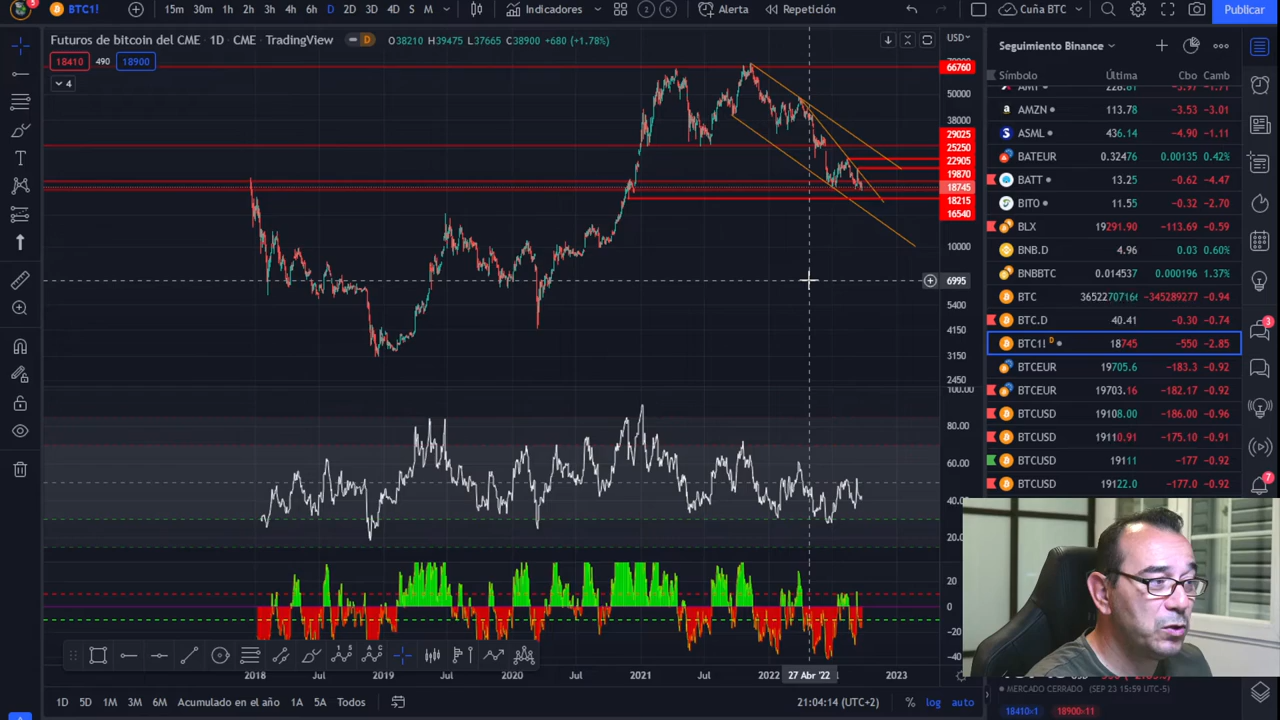 5
BTC1!
15m 30m 1h 2h 3h 4h 6h D 2D 3D 4D S M
Indicadores
2 K
Alerta
Repetición
Cuña BTC
Publicar
Futuros de bitcoin del CME · 1D · CME · TradingView
D
O38210 H39475 L37665 C38900 +680 (+1.78%)
USD
18410 490 18900
4
66760
50000
38000
29025
25250
22905
19870
18745
18215
16540
10000
6995
5400
4150
3150
2450
100.00
80.00
60.00
40.00
20.00
20
0
−20
−40
2018 2019 Jul 2020 Jul 2021 Jul 2022 27 Abr '22 2023
1D 5D 1M 3M 6M Acumulado en el año 1A 5A Todos
21:04:14 (UTC+2)
% log auto
Seguimiento Binance
Símbolo Última Cbo Camb
AMZN 113.78 −3.53 −3.01
ASML 436.14 −4.90 −1.11
BATEUR 0.32476 0.00135 0.42%
BATT 13.25 −0.62 −4.47
BITO 11.55 −0.32 −2.70
BLX 19291.90 −113.69 −0.59
BNB.D 4.96 0.03 0.60%
BNBBTC 0.014537 0.000196 1.37%
BTC 36522707166 −345289277 −0.94
BTC.D 40.41 −0.30 −0.74
BTC1! D 18745 −550 −2.85
BTCEUR 19705.6 −183.3 −0.92
BTCEUR 19703.16 −182.17 −0.92
BTCUSD 19108.00 −186.00 −0.96
BTCUSD 19110.91 −175.10 −0.91
BTCUSD 19111 −177 −0.92
BTCUSD 19122.0 −177.0 −0.92
3
7
MERCADO CERRADO (SEP 23 15:59 UTC-5)
18410×1 18900×11